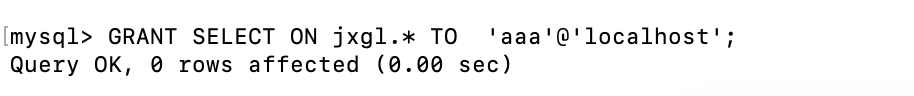 [mysql> GRANT SELECT ON jxgl.* TO  'aaa'@'localhost';
Query OK, 0 rows affected (0.00 sec)